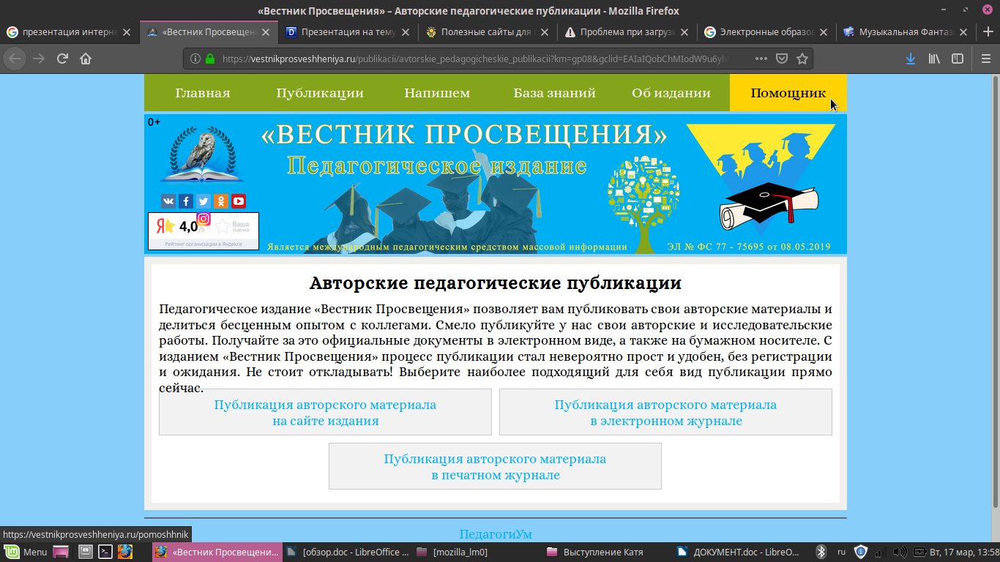 «Вестник Просвещения» – Авторские педагогические публикации - Mozilla Firefox
презентация интерне
«Вестник Просвещен
Презентация на тему
Полезные сайты для
Проблема при загруз
Электронные образов
Музыкальная Фантаз
https://vestnikprosveshheniya.ru/publikacii/avtorskie_pedagogicheskie_publikacii?km=gp08&gclid=EAIaIQobChMIodW9u6yh
Главная
Публикации
Напишем
База знаний
Об издании
Помощник
0+
«ВЕСТНИК ПРОСВЕЩЕНИЯ»
Педагогическое издание
Я 4,0 /5 Ваша оценка
Рейтинг организации в Яндексе
Является международным педагогическим средством массовой информации
ЭЛ № ФС 77 - 75695 от 08.05.2019
Авторские педагогические публикации
Педагогическое издание «Вестник Просвещения» позволяет вам публиковать свои авторские материалы и
делиться бесценным опытом с коллегами. Смело публикуйте у нас свои авторские и исследовательские
работы. Получайте за это официальные документы в электронном виде, а также на бумажном носителе. С
изданием «Вестник Просвещения» процесс публикации стал невероятно прост и удобен, без регистрации
и ожидания. Не стоит откладывать! Выберите наиболее подходящий для себя вид публикации прямо
сейчас.
Публикация авторского материала
на сайте издания
Публикация авторского материала
в электронном журнале
Публикация авторского материала
в печатном журнале
ПедагогиУм
https://vestnikprosveshheniya.ru/pomoshhnik
Menu
«Вестник Просвещени...
[обзор.doc - LibreOffice ...
[mozilla_lm0]
Выступление Катя
ДОКУМЕНТ.doc - LibreO...
ru
Вт, 17 мар, 13:58